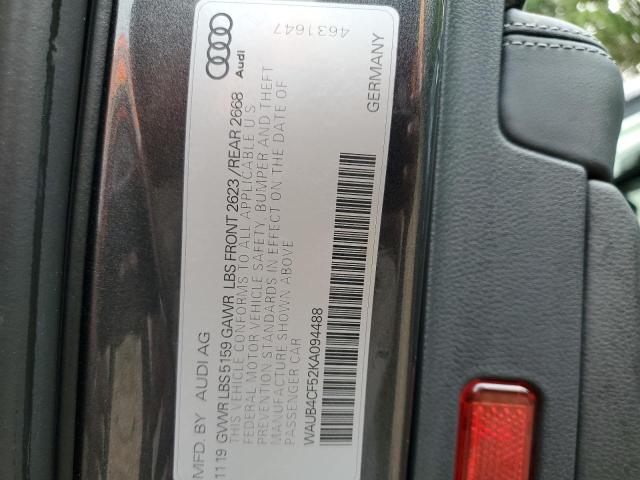 MFD. BY AUDI AG
11 19 GVWR LBS 5159 GAWR LBS FRONT 2623 / REAR 2668
THIS VEHICLE CONFORMS TO ALL APPLICABLE U S
FEDERAL MOTOR VEHICLE SAFETY, BUMPER AND THEFT
PREVENTION STANDARDS IN EFFECT ON THE DATE OF
MANUFACTURE SHOWN ABOVE
PASSENGER CAR
WAUB4CF52KA094488
GERMANY
Audi
4631647